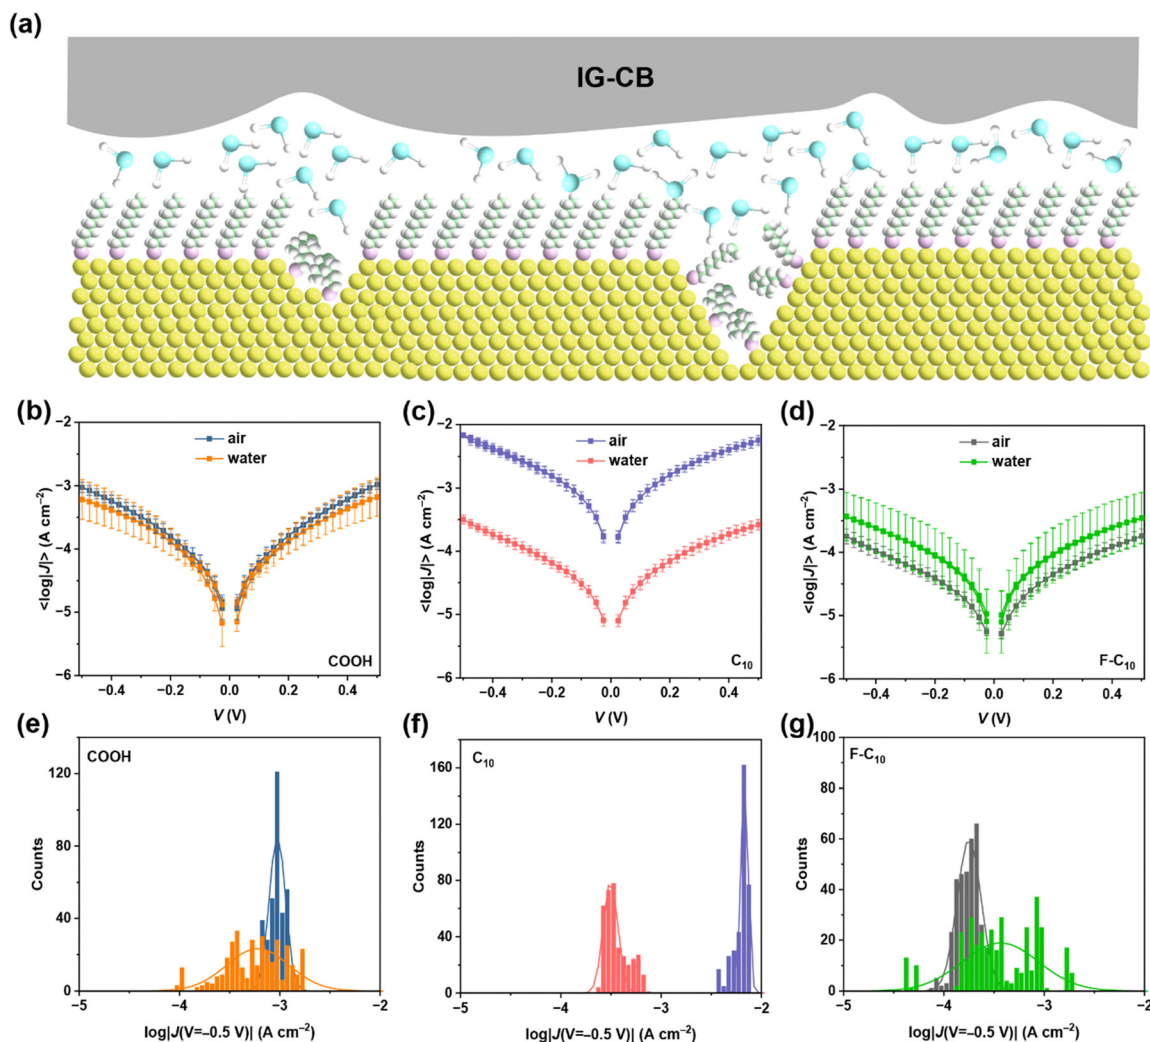 (a)
IG-CB
(b)
−2
−3
−4
−5
−6
<log|J|> (A cm⁻²)
air
water
COOH
−0.4
−0.2
0.0
0.2
0.4
V (V)
(c)
−2
−3
−4
−5
−6
<log|J|> (A cm⁻²)
air
water
C₁₀
−0.4
−0.2
0.0
0.2
0.4
V (V)
(d)
−2
−3
−4
−5
−6
<log|J|> (A cm⁻²)
air
water
F-C₁₀
−0.4
−0.2
0.0
0.2
0.4
V (V)
(e)
COOH
120
80
40
0
Counts
−5
−4
−3
−2
log|J(V=−0.5 V)| (A cm⁻²)
(f)
C₁₀
160
120
80
40
0
Counts
−5
−4
−3
−2
log|J(V=−0.5 V)| (A cm⁻²)
(g)
F-C₁₀
100
80
60
40
20
0
Counts
−5
−4
−3
−2
log|J(V=−0.5 V)| (A cm⁻²)